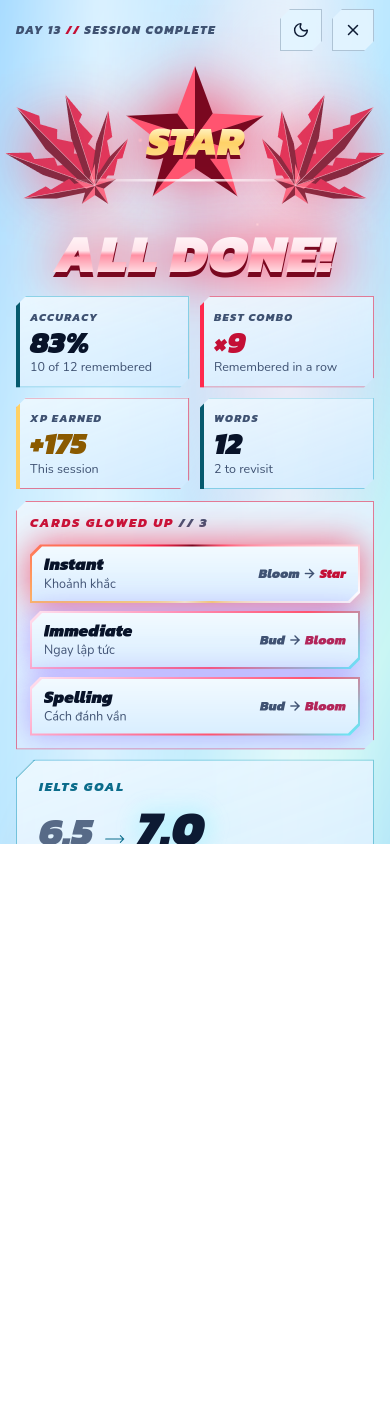 DAY 13 // SESSION COMPLETE
STAR
ALL DONE!
ACCURACY
83%
10 of 12 remembered
BEST COMBO
×9
Remembered in a row
XP EARNED
+175
This session
WORDS
12
2 to revisit
CARDS GLOWED UP // 3
Instant
Khoảnh khắc
Bloom → Star
Immediate
Ngay lập tức
Bud → Bloom
Spelling
Cách đánh vần
Bud → Bloom
IELTS GOAL
6.5 → 7.0